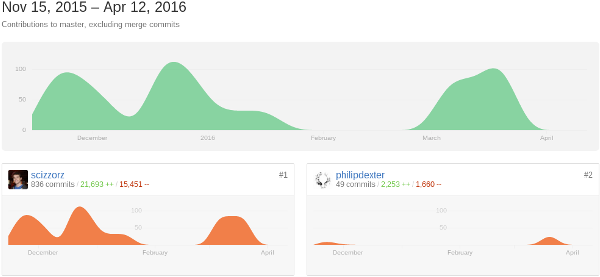 Nov 15, 2015 – Apr 12, 2016
Contributions to master, excluding merge commits
100
50
0
December 2016 February March April
scizzorz #1
836 commits / 21,693 ++ / 15,451 --
100
50
December February April
philipdexter #2
49 commits / 2,253 ++ / 1,660 --
100
50
December February April